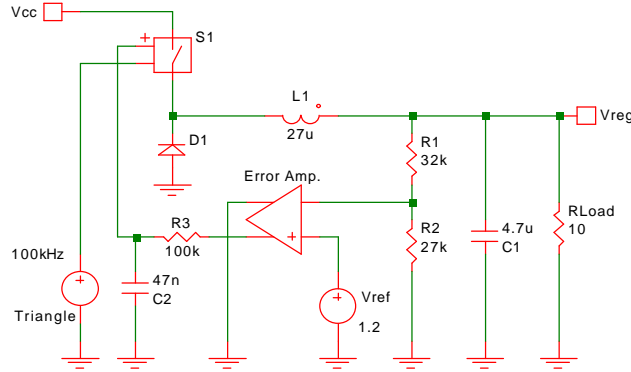 Vcc
+
S1
L1
27u
Vreg
D1
R1
32k
Error Amp.
R3
100k
+
R2
27k
4.7u
C1
RLoad
10
100kHz
+
Triangle
47n
C2
+
Vref
1.2